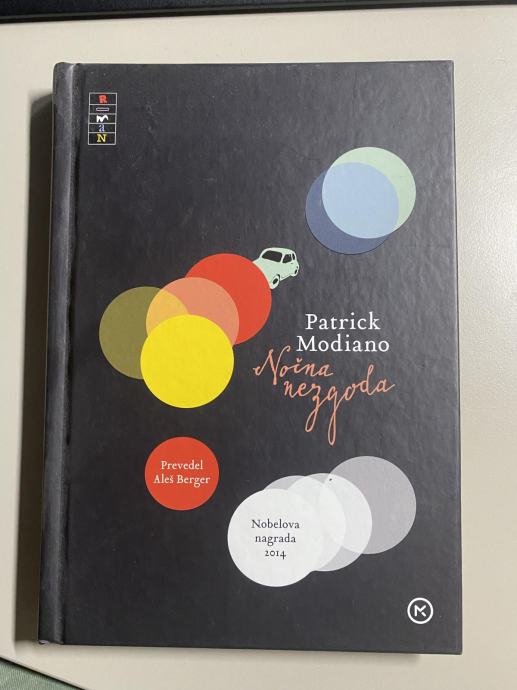 R
O
M
a
N
Patrick
Modiano
Nočna
nezgoda
Prevedel
Aleš Berger
Nobelova
nagrada
2014